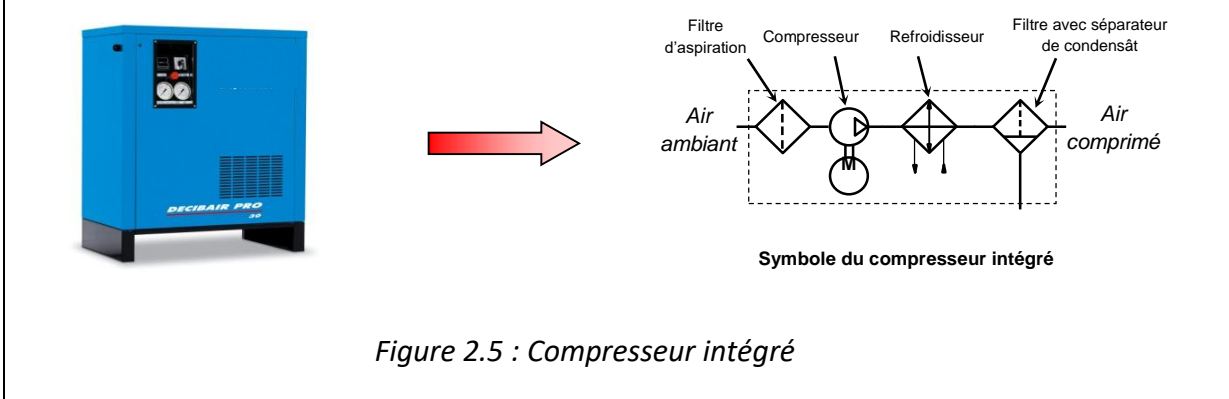 Filtre
d'aspiration
Compresseur
Refroidisseur
Filtre avec séparateur
de condensât
Air
ambiant
M
Air
comprimé
DECIBAIR PRO
30
Symbole du compresseur intégré
Figure 2.5 : Compresseur intégré